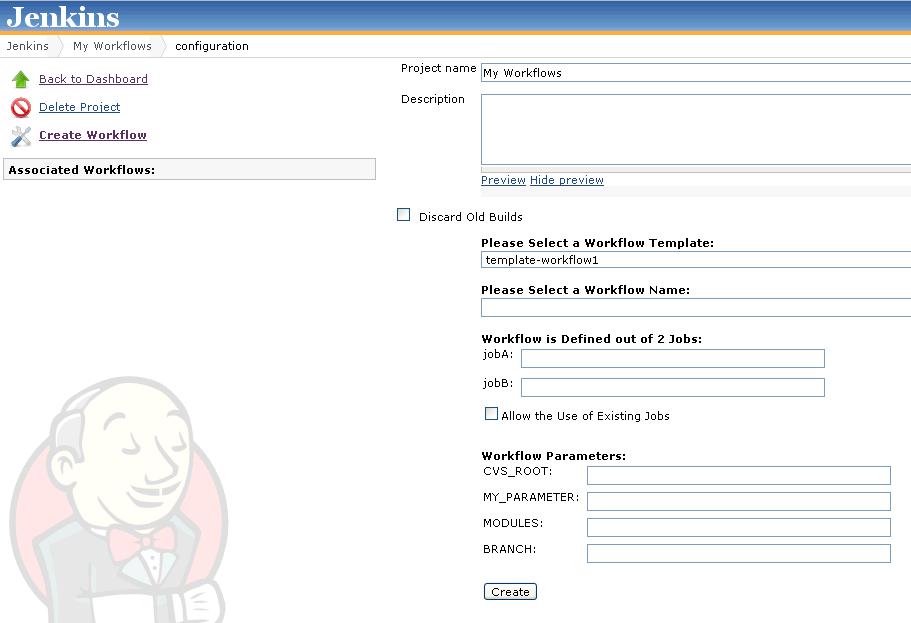 Jenkins
Jenkins My Workflows configuration
Back to Dashboard
Delete Project
Create Workflow
Associated Workflows:
Project name My Workflows
Description
Preview Hide preview
Discard Old Builds
Please Select a Workflow Template:
template-workflow1
Please Select a Workflow Name:
Workflow is Defined out of 2 Jobs:
jobA:
jobB:
Allow the Use of Existing Jobs
Workflow Parameters:
CVS_ROOT:
MY_PARAMETER:
MODULES:
BRANCH:
Create